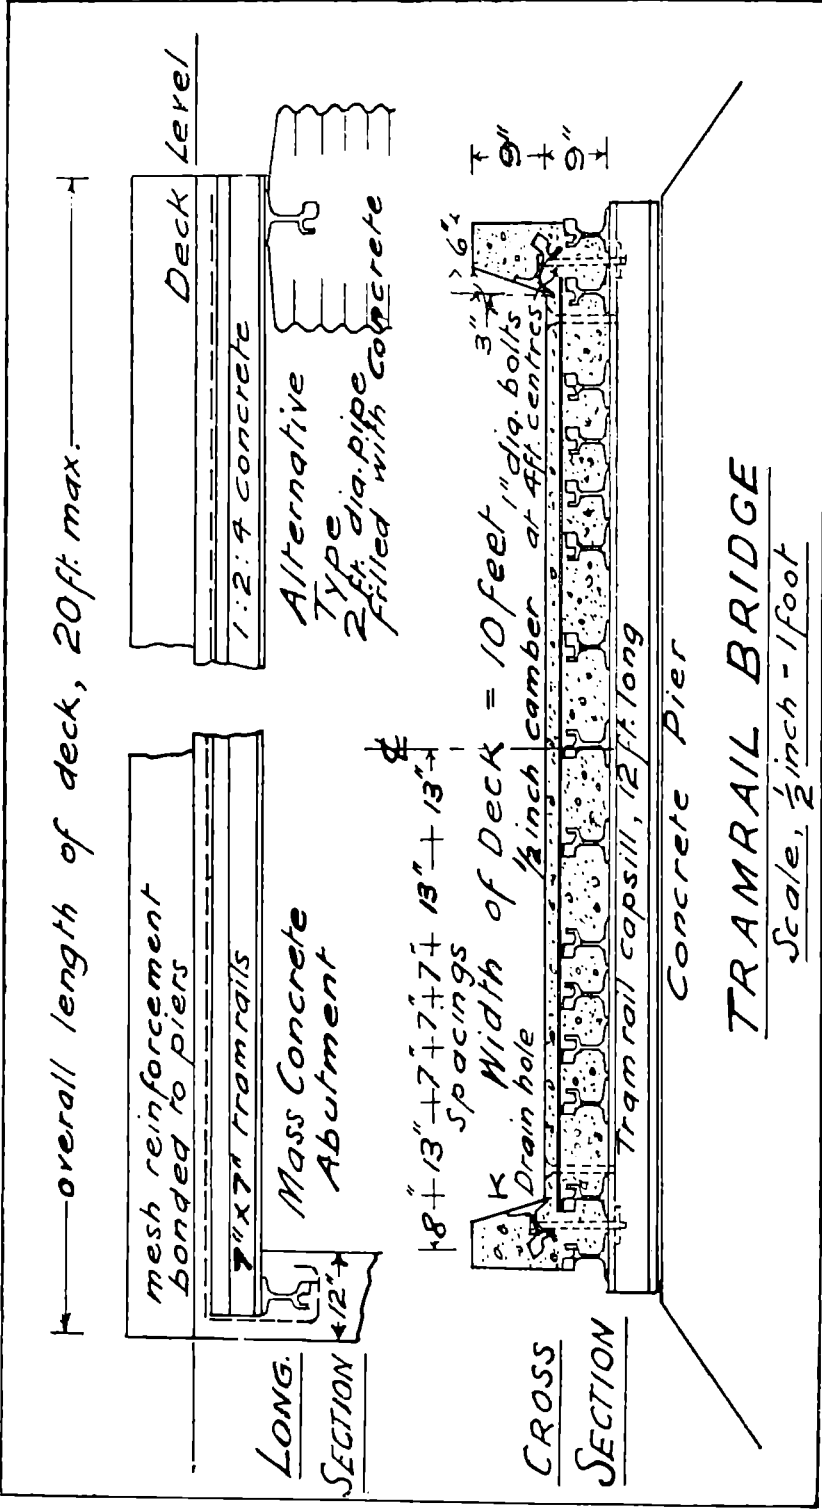 overall length of deck, 20ft max.
Deck Level
mesh reinforcement
bonded to piers
7" x 7" tramrails
1:2:4 concrete
Mass Concrete
Abutment
12"
Alternative
Type
2ft dia. pipe
filled with concrete
LONG.
SECTION
8" + 13" + 7" + 7" + 7" + 13" + 13"
Spacings
℄
Width of Deck = 10 feet
Drain hole
1/2 inch camber
1" dia. bolts
at 4ft centres
3"
6"
9"
9"
Tramrail capsill, 12 ft long
Concrete Pier
CROSS
SECTION
TRAMRAIL BRIDGE
Scale, 1/2 inch - 1 foot